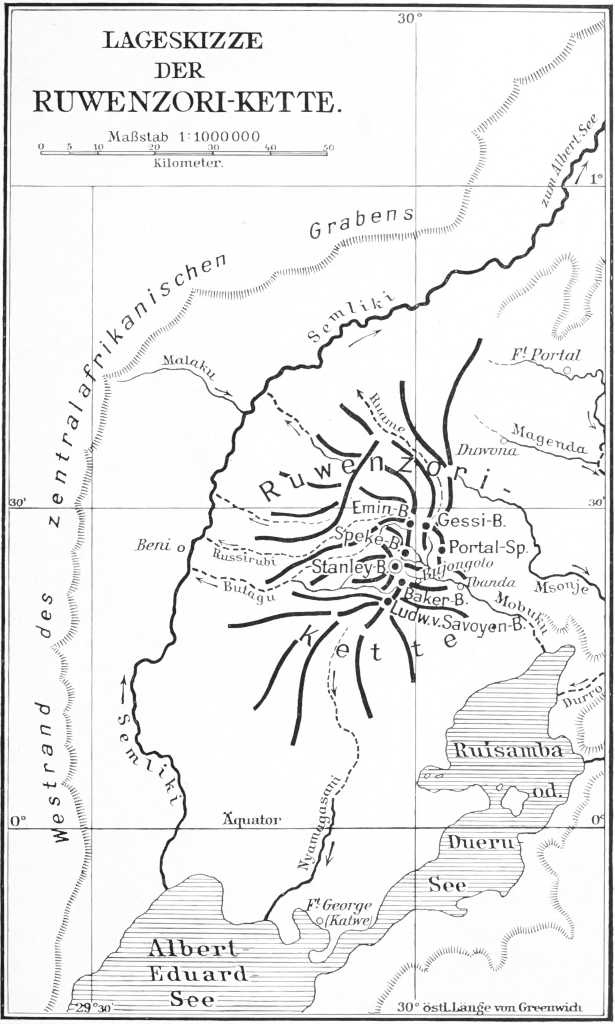 LAGESKIZZE
DER
RUWENZORI-KETTE.
Maßstab 1:1000000
0 5 10 20 30 40 50
Kilometer.
30°
zum Albert See
1°
Westrand des zentralafrikanischen Grabens
Semliki
Malaku
Ft. Portal
Ruume
Duwona
Magenda
Ruwenzori-
30'
30'
Emin-B.
Gessi-B.
Speke-B.
Portal-Sp.
Beni
Russirubi
Stanley-B.
Bujongolo
Ibanda
Msonje
Butagu
Baker-B.
Mobuku
Ludw.v.Savoyen-B.
Kette
Durro
Semliki
Ruisamba
od.
Dueru-
See
0°
Äquator
0°
Nyamagasani
Ft. George
(Katwe)
Albert-
Eduard
See
29°30'
30° östl. Länge von Greenwich